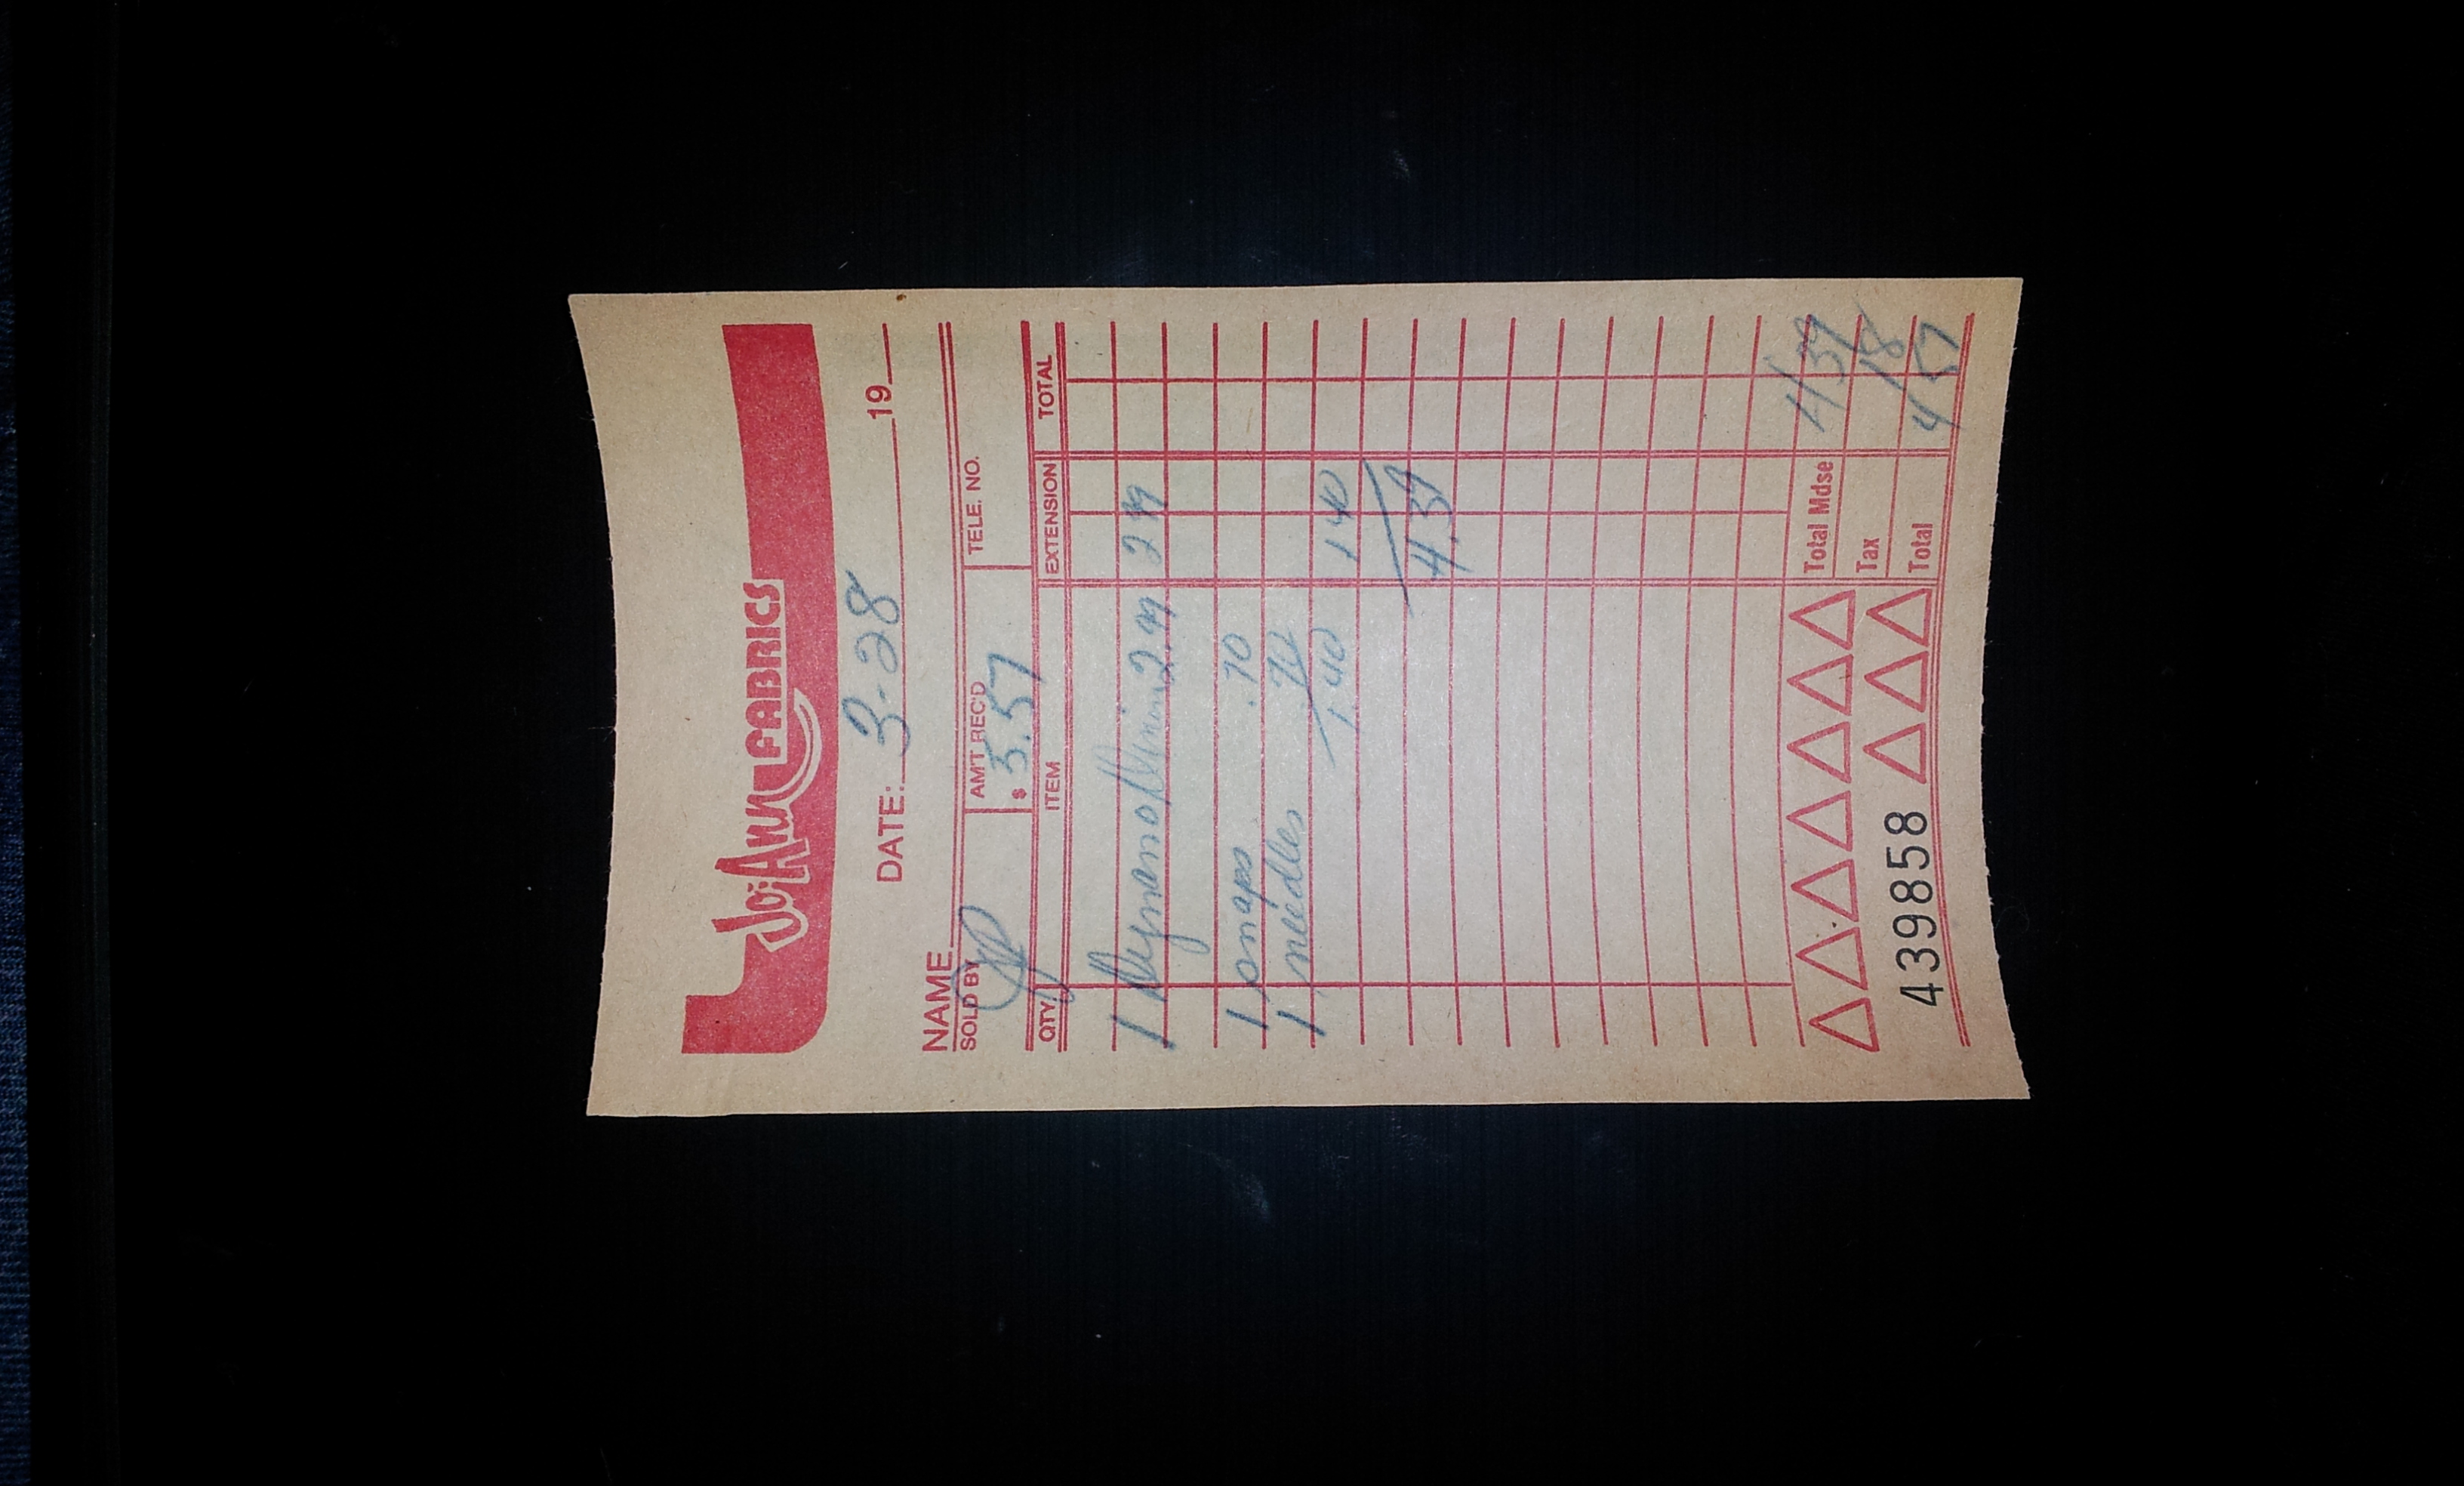 Jo-Ann FABRICS
DATE: 3-28 19
NAME
SOLD BY AM'T REC'D TELE. NO.
$ 5.57
QTY. ITEM EXTENSION TOTAL
1 2.99 2 99
1 snaps .70
1 needles 70
1.40 1 40
4.39
Total Mdse 4 39
Tax 18
439858 Total 4 57